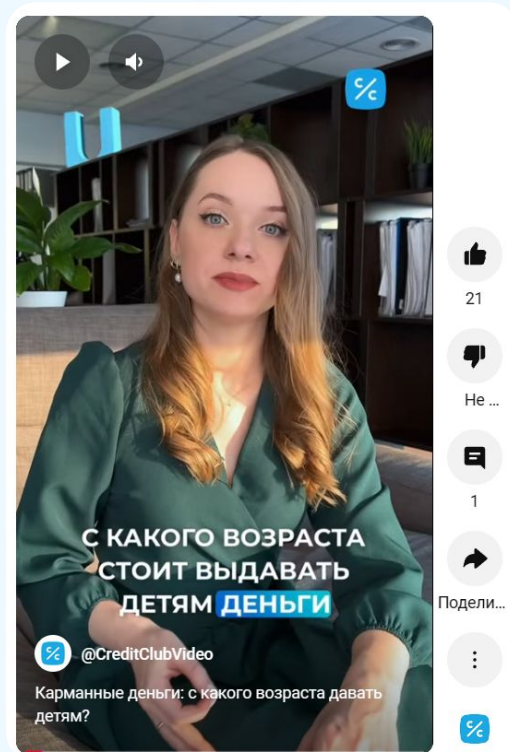 С КАКОГО ВОЗРАСТА
СТОИТ ВЫДАВАТЬ
ДЕТЯМ ДЕНЬГИ
@CreditClubVideo
Карманные деньги: с какого возраста давать
детям?
21
Не ...
1
Подели...